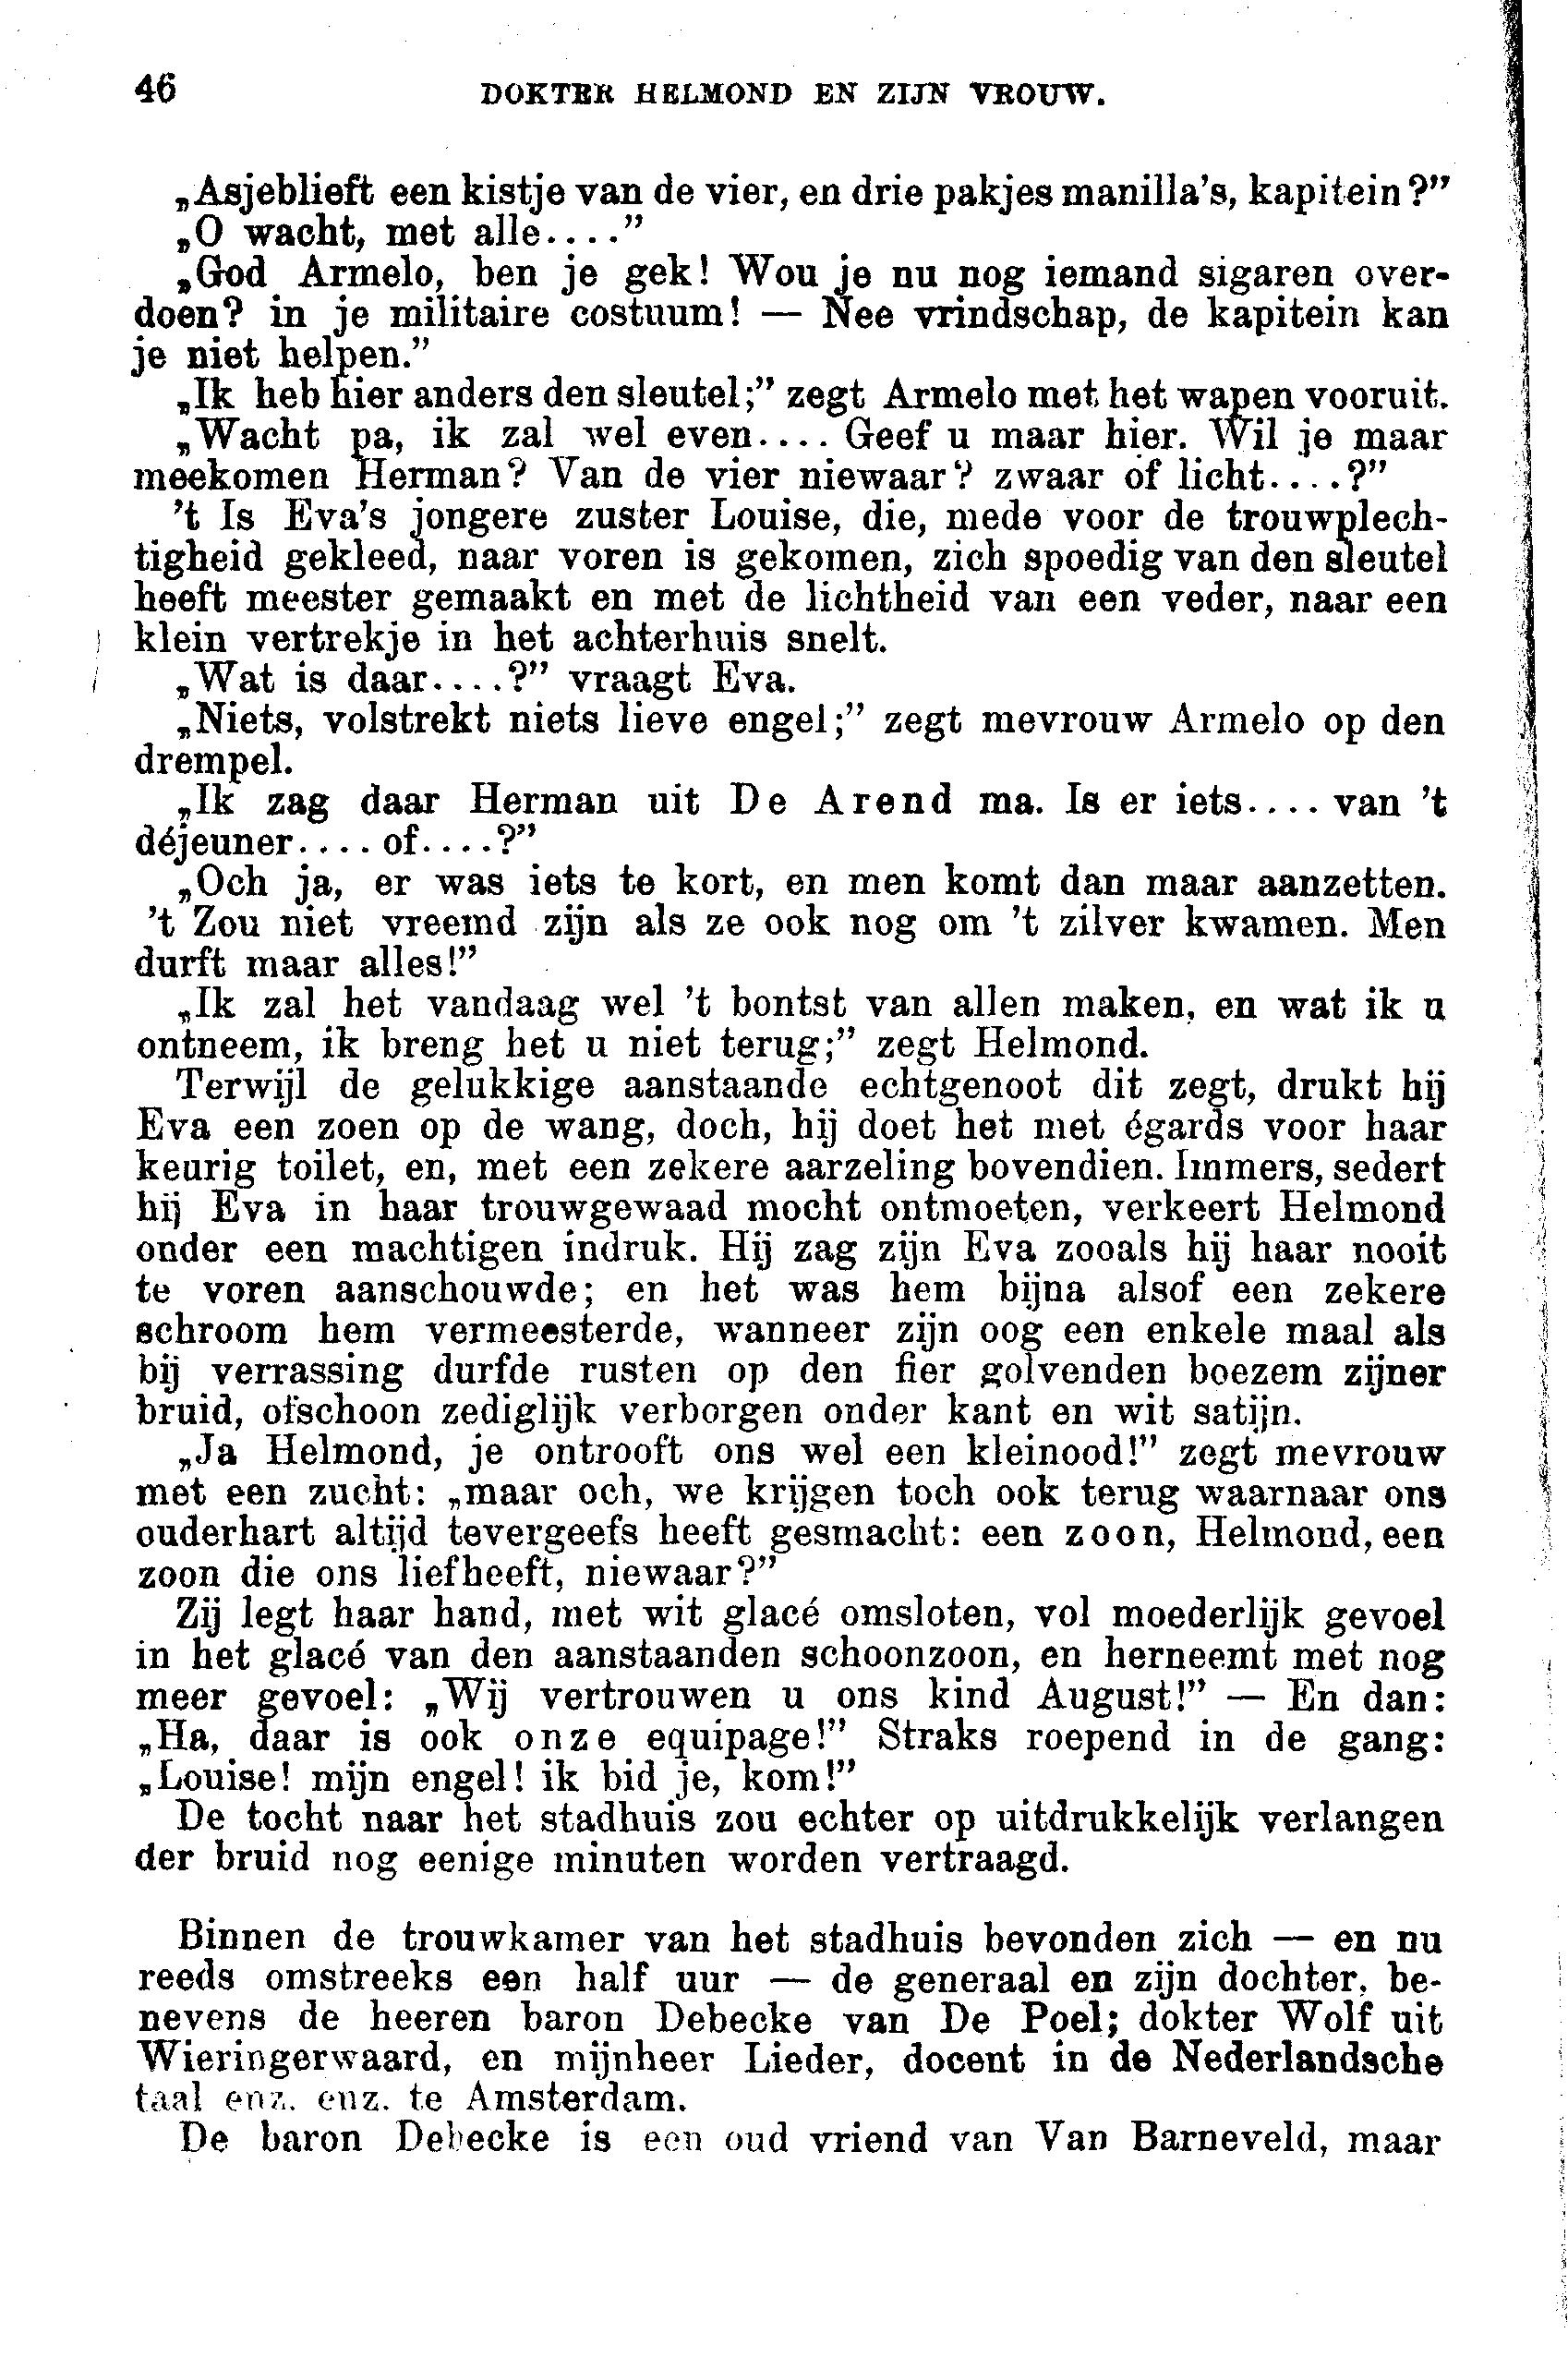 46
DOKTER HELMOND EN ZIJN VROUW.
„Asjeblieft een kistje van de vier, en drie pakjes manilla's, kapitein?”
„O wacht, met alle....”
„God Armelo, ben je gek! Wou je nu nog iemand sigaren over-
doen? in je militaire costuum! — Nee vrindschap, de kapitein kan
je niet helpen.”
„Ik heb hier anders den sleutel;” zegt Armelo met het wapen vooruit.
„Wacht pa, ik zal wel even.... Geef u maar hier. Wil je maar
meekomen Herman? Van de vier niewaar? zwaar of licht....?”
't Is Eva's jongere zuster Louise, die, mede voor de trouwplech-
tigheid gekleed, naar voren is gekomen, zich spoedig van den sleutel
heeft meester gemaakt en met de lichtheid van een veder, naar een
klein vertrekje in het achterhuis snelt.
„Wat is daar....?” vraagt Eva.
„Niets, volstrekt niets lieve engel;” zegt mevrouw Armelo op den
drempel.
„Ik zag daar Herman uit De Arend ma. Is er iets.... van 't
déjeuner.... of....?”
„Och ja, er was iets te kort, en men komt dan maar aanzetten.
't Zou niet vreemd zijn als ze ook nog om 't zilver kwamen. Men
durft maar alles!”
„Ik zal het vandaag wel 't bontst van allen maken, en wat ik u
ontneem, ik breng het u niet terug;” zegt Helmond.
Terwijl de gelukkige aanstaande echtgenoot dit zegt, drukt hij
Eva een zoen op de wang, doch, hij doet het met égards voor haar
keurig toilet, en, met een zekere aarzeling bovendien. Immers, sedert
hij Eva in haar trouwgewaad mocht ontmoeten, verkeert Helmond
onder een machtigen indruk. Hij zag zijn Eva zooals hij haar nooit
te voren aanschouwde; en het was hem bijna alsof een zekere
schroom hem vermeesterde, wanneer zijn oog een enkele maal als
bij verrassing durfde rusten op den fier golvenden boezem zijner
bruid, ofschoon zediglijk verborgen onder kant en wit satijn.
„Ja Helmond, je ontrooft ons wel een kleinood!” zegt mevrouw
met een zucht: „maar och, we krijgen toch ook terug waarnaar ons
ouderhart altijd tevergeefs heeft gesmacht: een zoon, Helmond, een
zoon die ons liefheeft, niewaar?”
Zij legt haar hand, met wit glacé omsloten, vol moederlijk gevoel
in het glacé van den aanstaanden schoonzoon, en herneemt met nog
meer gevoel: „Wij vertrouwen u ons kind August!” — En dan:
„Ha, daar is ook onze equipage!” Straks roepend in de gang:
„Louise! mijn engel! ik bid je, kom!”
De tocht naar het stadhuis zou echter op uitdrukkelijk verlangen
der bruid nog eenige minuten worden vertraagd.
Binnen de trouwkamer van het stadhuis bevonden zich — en nu
reeds omstreeks een half uur — de generaal en zijn dochter, be-
nevens de heeren baron Debecke van De Poel; dokter Wolf uit
Wieringerwaard, en mijnheer Lieder, docent in de Nederlandsche
taal enz. enz. te Amsterdam.
De baron Debecke is een oud vriend van Van Barneveld, maar